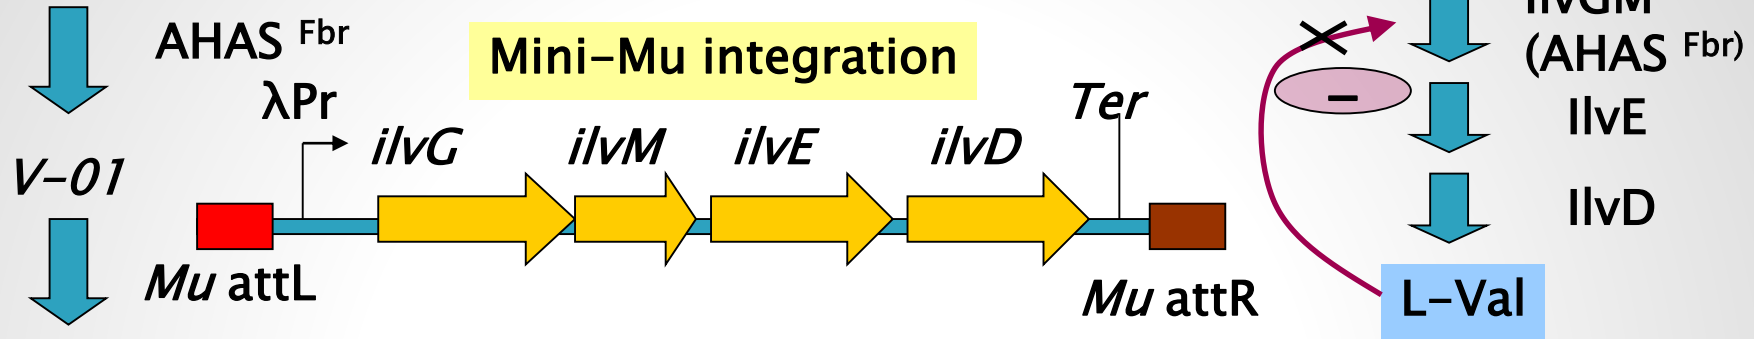 AHAS Fbr
Mini-Mu integration
IlvGM
(AHAS Fbr)
λPr
Ter
ilvG ilvM ilvE ilvD
IlvE
V-01
IlvD
Mu attL
Mu attR
L-Val
–